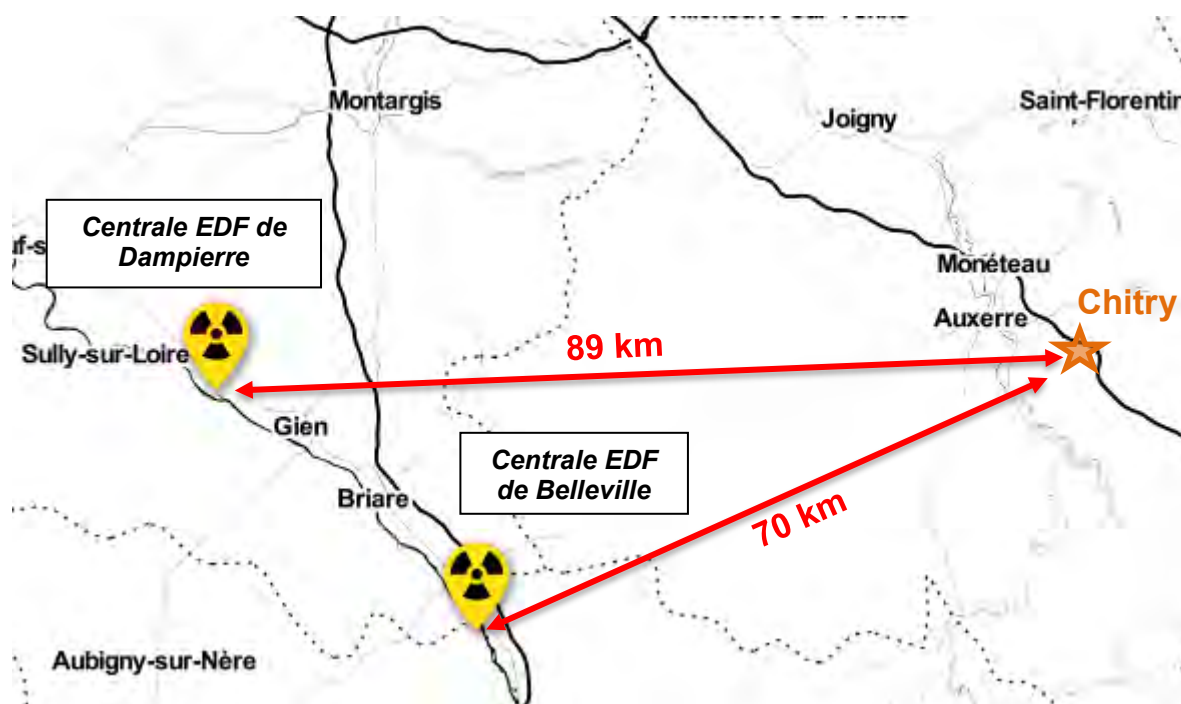 Montargis
Saint-Florentin
Joigny
Centrale EDF de
Dampierre
Monéteau
Chitry
Auxerre
Sully-sur-Loire
89 km
Gien
Centrale EDF
de Belleville
Briare
70 km
Aubigny-sur-Nère